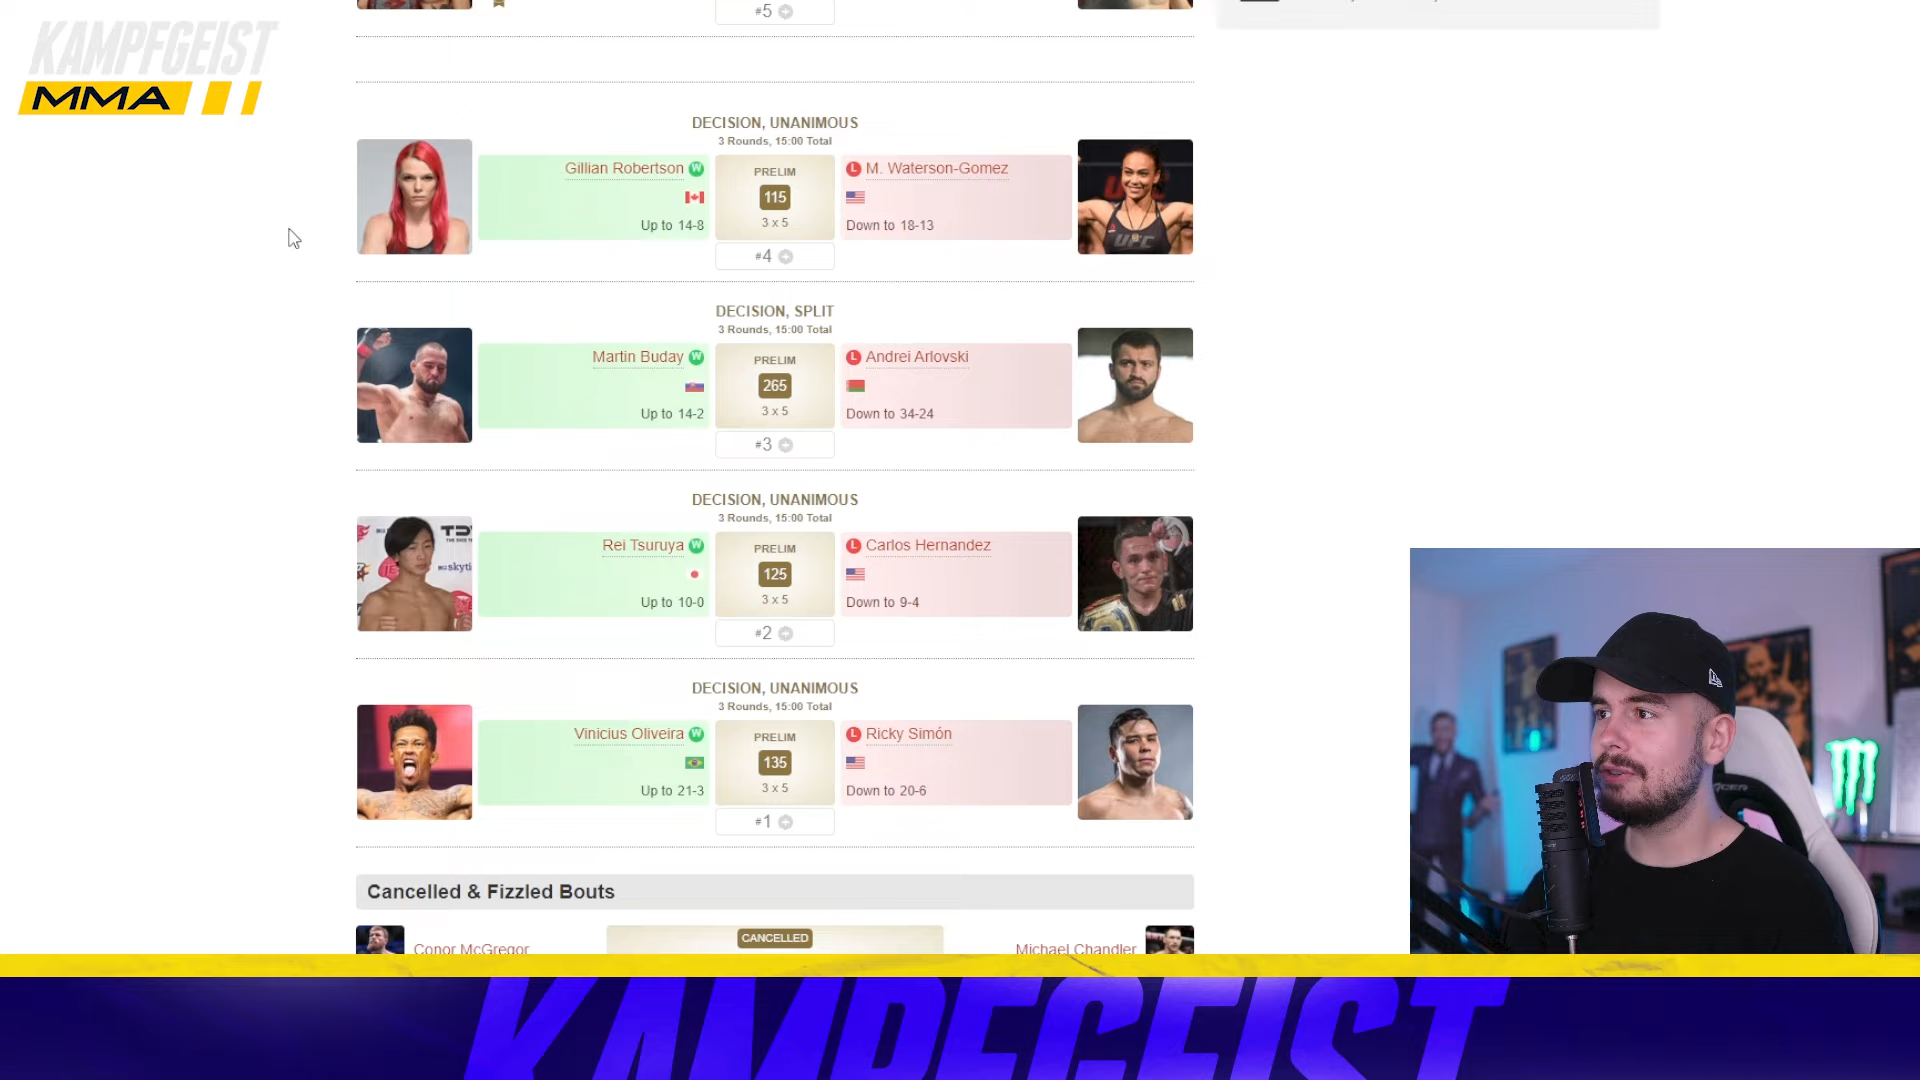 KAMPFGEIST
MMA
#5
DECISION, UNANIMOUS
3 Rounds, 15:00 Total
Gillian Robertson W
PRELIM
L M. Waterson-Gomez
115
Up to 14-8
3 x 5
Down to 18-13
UFC
#4
DECISION, SPLIT
3 Rounds, 15:00 Total
Martin Buday W
PRELIM
L Andrei Arlovski
265
Up to 14-2
3 x 5
Down to 34-24
#3
DECISION, UNANIMOUS
3 Rounds, 15:00 Total
Rei Tsuruya W
PRELIM
L Carlos Hernandez
skyti
125
Up to 10-0
3 x 5
Down to 9-4
#2
DECISION, UNANIMOUS
3 Rounds, 15:00 Total
Vinicius Oliveira W
PRELIM
L Ricky Simón
135
Up to 21-3
3 x 5
Down to 20-6
#1
Cancelled & Fizzled Bouts
CANCELLED
Conor McGregor
Michael Chandler
KAMPFGEIST